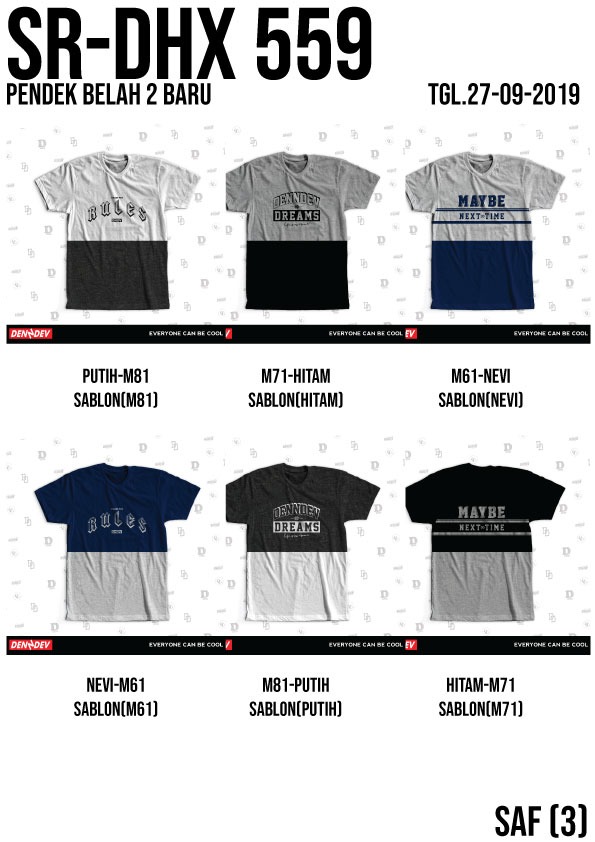 SR-DHX 559
PENDEK BELAH 2 BARU
TGL.27-09-2019
RULES
DENNDEV
DREAMS
MAYBE
NEXT TIME
DENNDEV
EVERYONE CAN BE COOL
EVERYONE CAN BE COOL
EV
EVERYONE CAN BE COOL
PUTIH-M81
SABLON(M81)
M71-HITAM
SABLON(HITAM)
M61-NEVI
SABLON(NEVI)
RULES
DENNDEV
DREAMS
MAYBE
NEXT TIME
DENNDEV
EVERYONE CAN BE COOL
EVERYONE CAN BE COOL
EV
EVERYONE CAN BE COOL
NEVI-M61
SABLON(M61)
M81-PUTIH
SABLON(PUTIH)
HITAM-M71
SABLON(M71)
SAF (3)